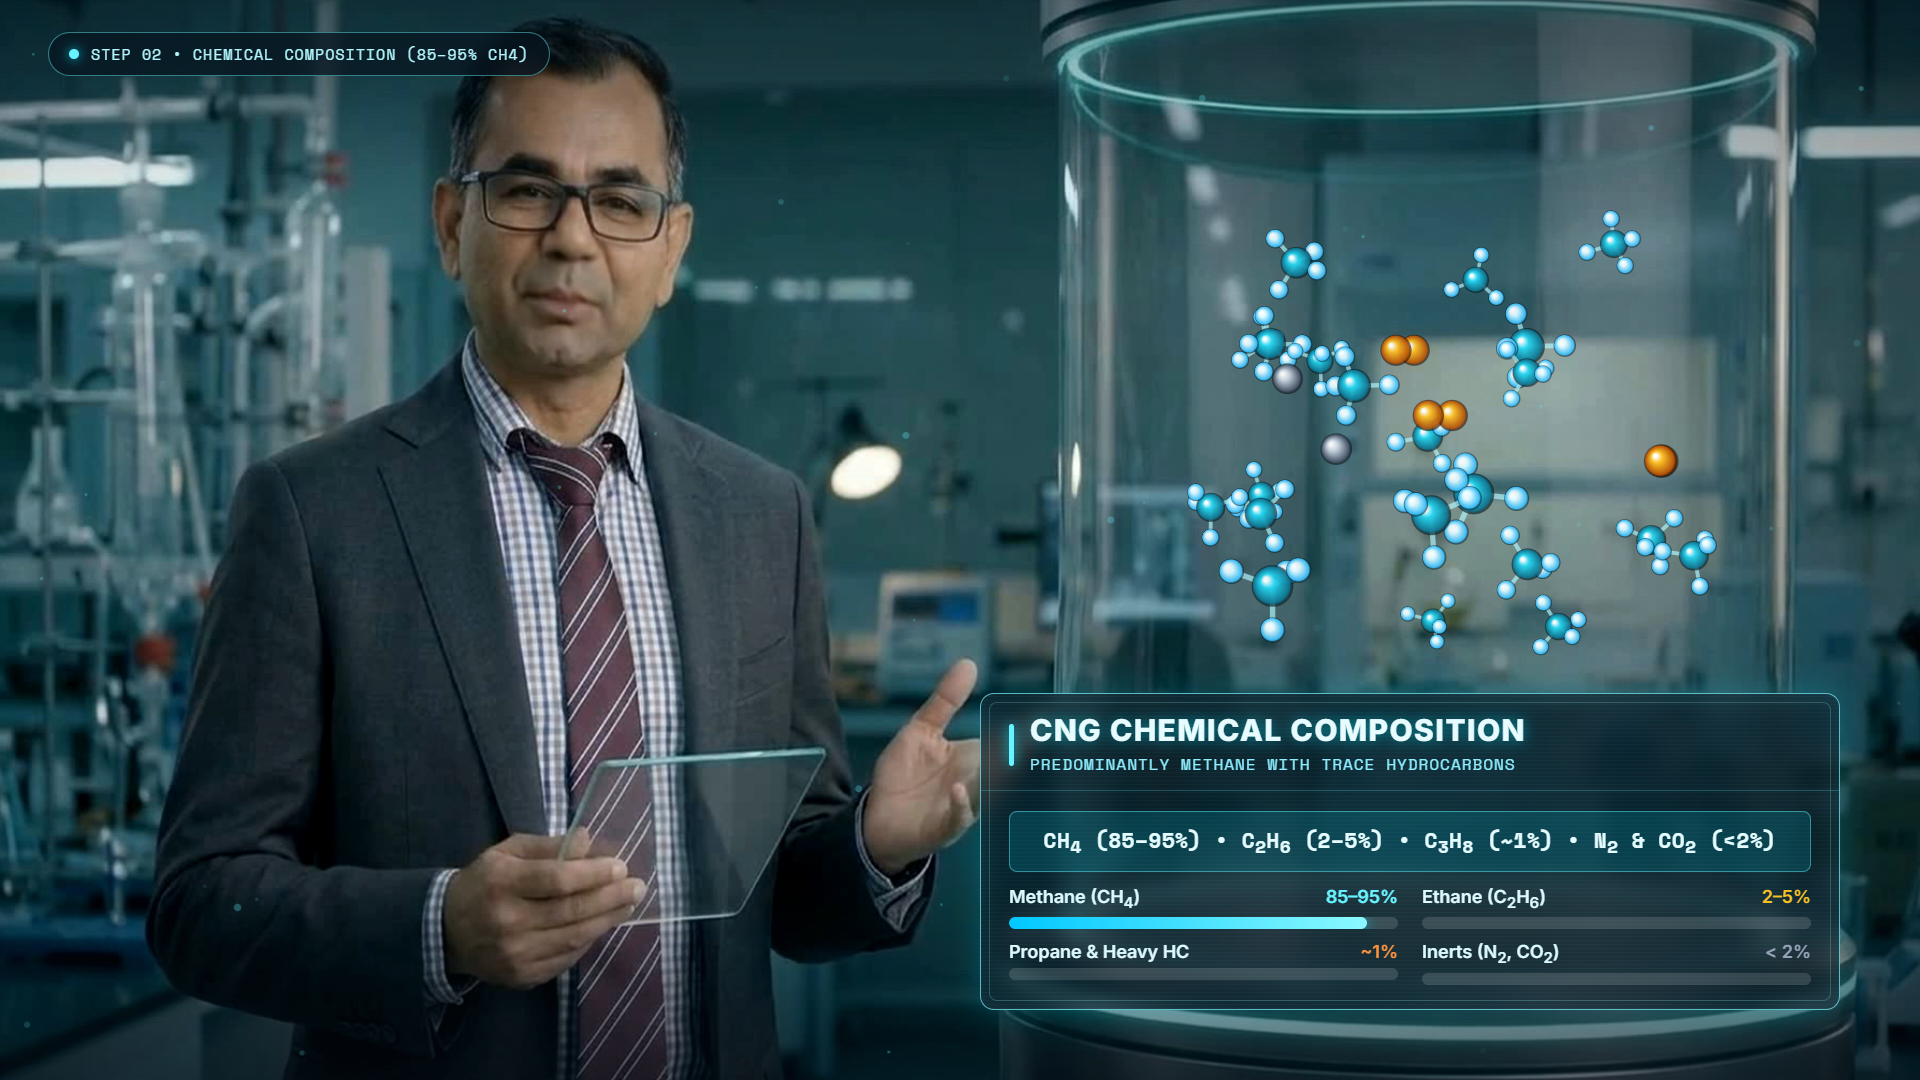 STEP 02 • CHEMICAL COMPOSITION (85–95% CH4)
CNG CHEMICAL COMPOSITION
PREDOMINANTLY METHANE WITH TRACE HYDROCARBONS
CH₄ (85–95%) • C₂H₆ (2–5%) • C₃H₈ (~1%) • N₂ & CO₂ (<2%)
Methane (CH₄) 85–95%
Ethane (C₂H₆) 2–5%
Propane & Heavy HC ~1%
Inerts (N₂, CO₂) < 2%